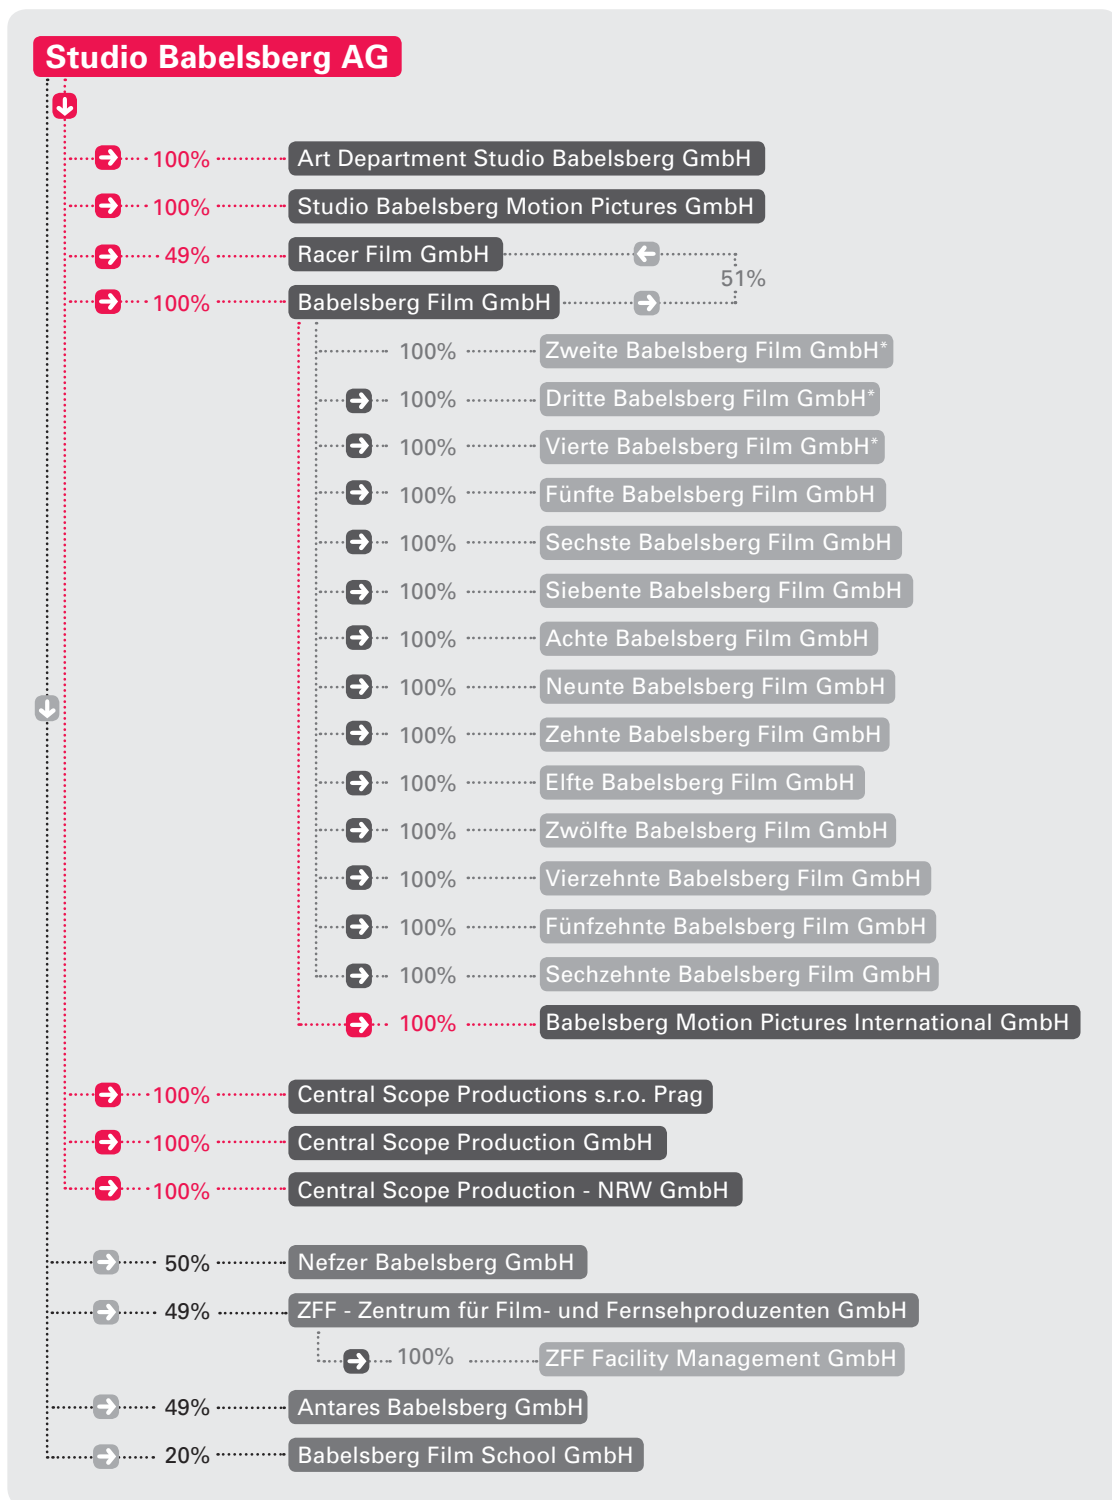 Studio Babelsberg AG
100% Art Department Studio Babelsberg GmbH
100% Studio Babelsberg Motion Pictures GmbH
49% Racer Film GmbH
51%
100% Babelsberg Film GmbH
100% Zweite Babelsberg Film GmbH*
100% Dritte Babelsberg Film GmbH*
100% Vierte Babelsberg Film GmbH*
100% Fünfte Babelsberg Film GmbH
100% Sechste Babelsberg Film GmbH
100% Siebente Babelsberg Film GmbH
100% Achte Babelsberg Film GmbH
100% Neunte Babelsberg Film GmbH
100% Zehnte Babelsberg Film GmbH
100% Elfte Babelsberg Film GmbH
100% Zwölfte Babelsberg Film GmbH
100% Vierzehnte Babelsberg Film GmbH
100% Fünfzehnte Babelsberg Film GmbH
100% Sechzehnte Babelsberg Film GmbH
100% Babelsberg Motion Pictures International GmbH
100% Central Scope Productions s.r.o. Prag
100% Central Scope Production GmbH
100% Central Scope Production - NRW GmbH
50% Nefzer Babelsberg GmbH
49% ZFF - Zentrum für Film- und Fernsehproduzenten GmbH
100% ZFF Facility Management GmbH
49% Antares Babelsberg GmbH
20% Babelsberg Film School GmbH